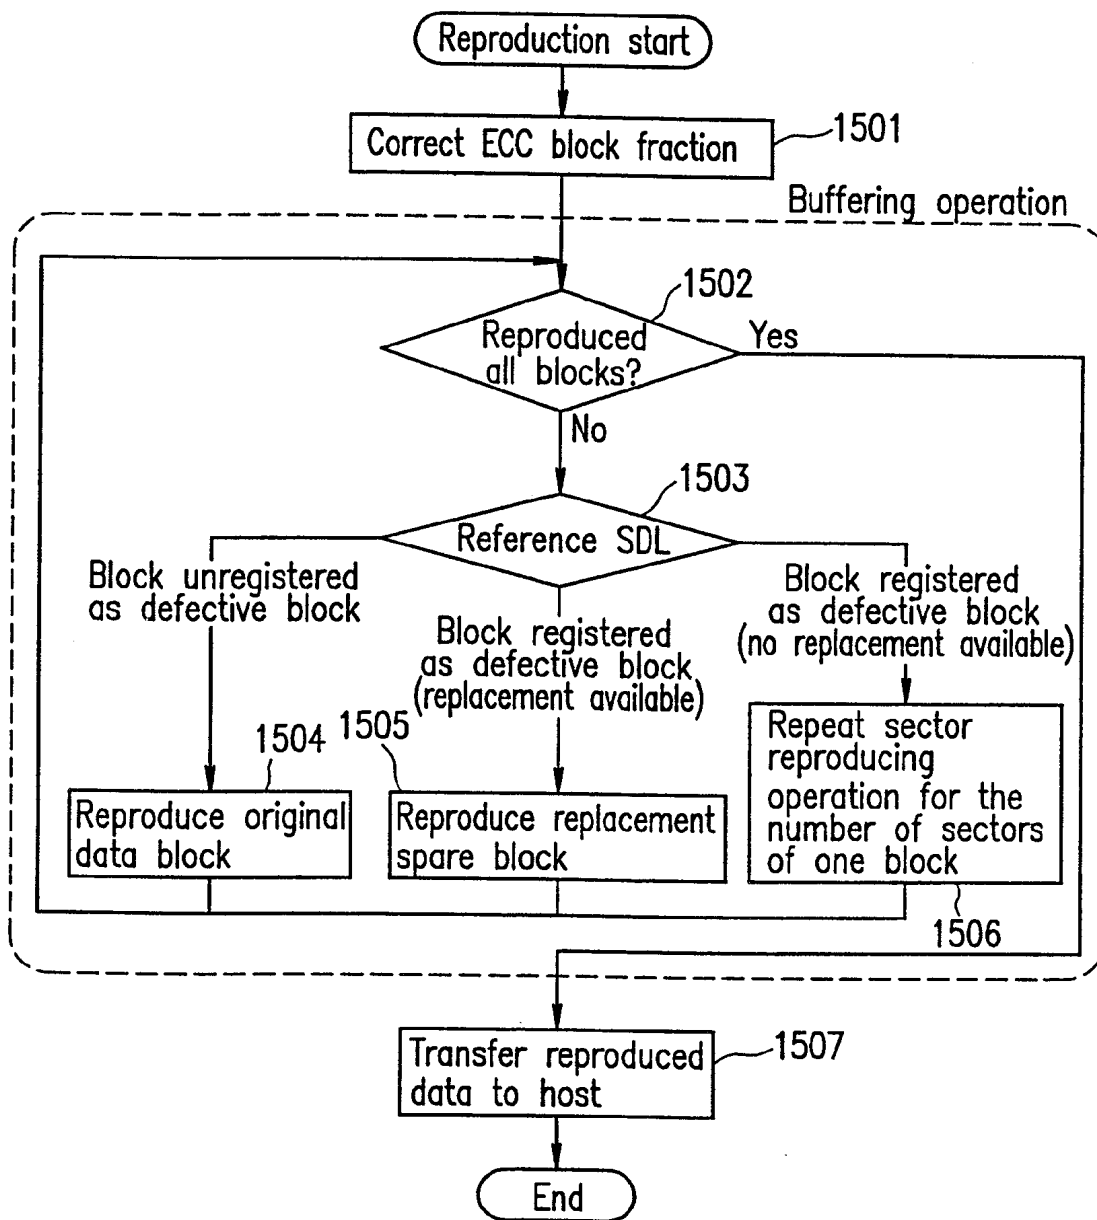 Reproduction start
1501
Correct ECC block fraction
Buffering operation
1502
Reproduced
all blocks?
Yes
No
1503
Reference SDL
Block unregistered
as defective block
Block registered
as defective block
(replacement available)
Block registered
as defective block
(no replacement available)
1504
Reproduce original
data block
1505
Reproduce replacement
spare block
Repeat sector
reproducing
operation for the
number of sectors
of one block
1506
Transfer reproduced
data to host
1507
End